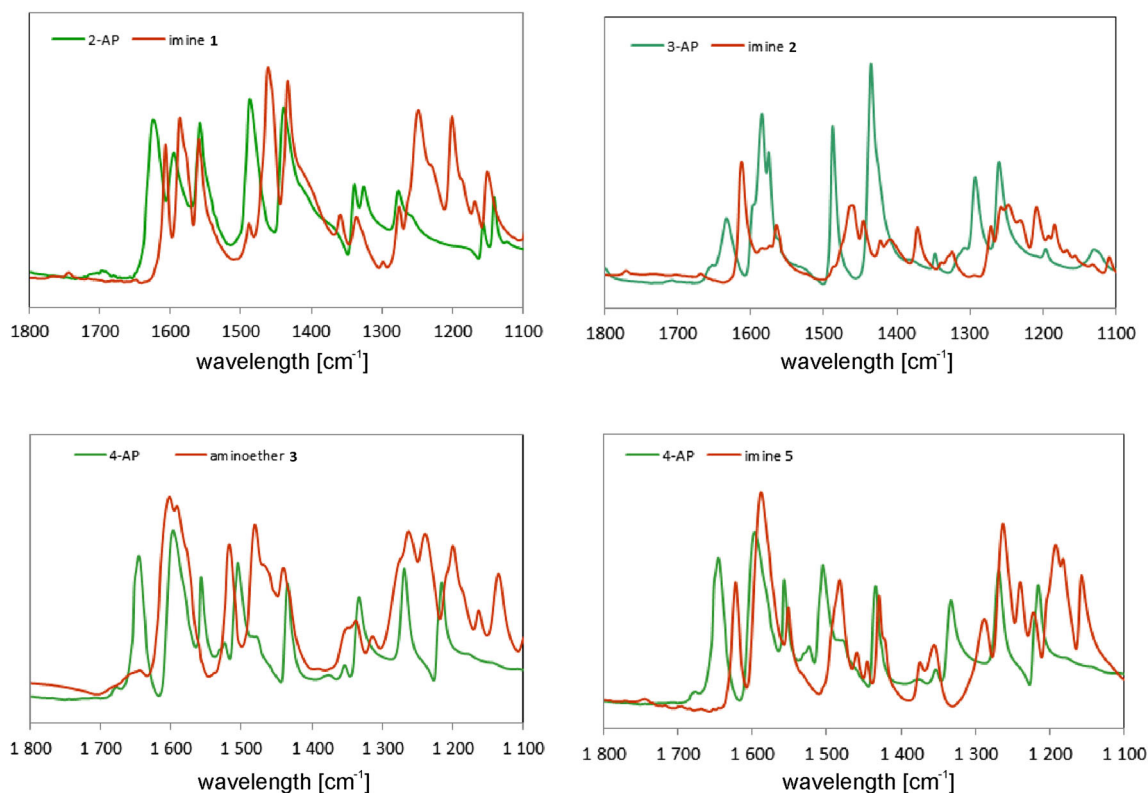 2-AP imine 1
1800 1700 1600 1500 1400 1300 1200 1100
wavelength [cm-1]
3-AP imine 2
1800 1700 1600 1500 1400 1300 1200 1100
wavelength [cm-1]
4-AP aminoether 3
1 800 1 700 1 600 1 500 1 400 1 300 1 200 1 100
wavelength [cm-1]
4-AP imine 5
1 800 1 700 1 600 1 500 1 400 1 300 1 200 1 100
wavelength [cm-1]